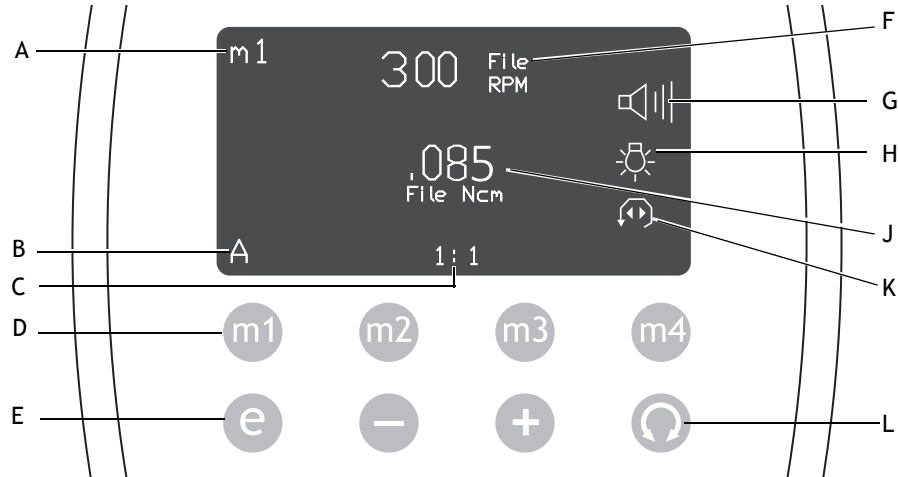 A
m1
300
File
RPM
F
G
H
.085
File Ncm
J
B
A
C
1:1
K
D
m1
m2
m3
m4
E
e
−
+
L